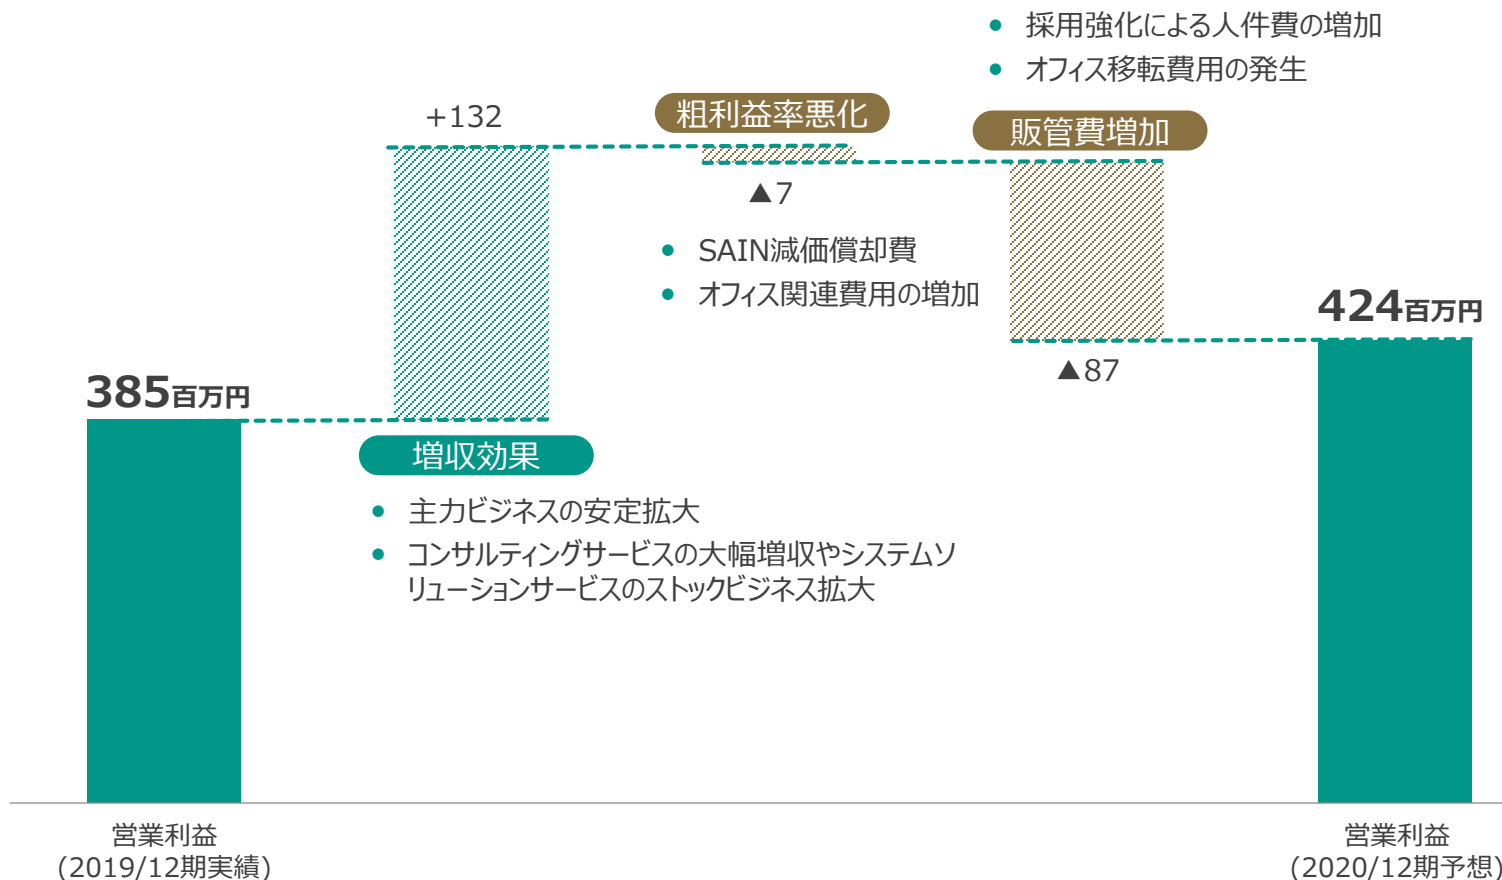 • 採用強化による人件費の増加
• オフィス移転費用の発生
+132
粗利益率悪化
販管費増加
▲7
• SAIN減価償却費
• オフィス関連費用の増加
424百万円
▲87
385百万円
増収効果
• 主力ビジネスの安定拡大
• コンサルティングサービスの大幅増収やシステムソ
リューションサービスのストックビジネス拡大
営業利益
(2019/12期実績)
営業利益
(2020/12期予想)